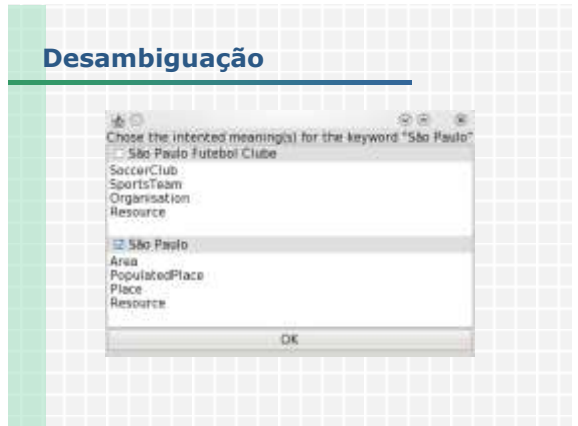 Desambiguação
Chose the intented meaning(s) for the keyword "São Paulo"
São Paulo Futebol Clube
SoccerClub
SportsTeam
Organisation
Resource
São Paulo
Area
PopulatedPlace
Place
Resource
OK